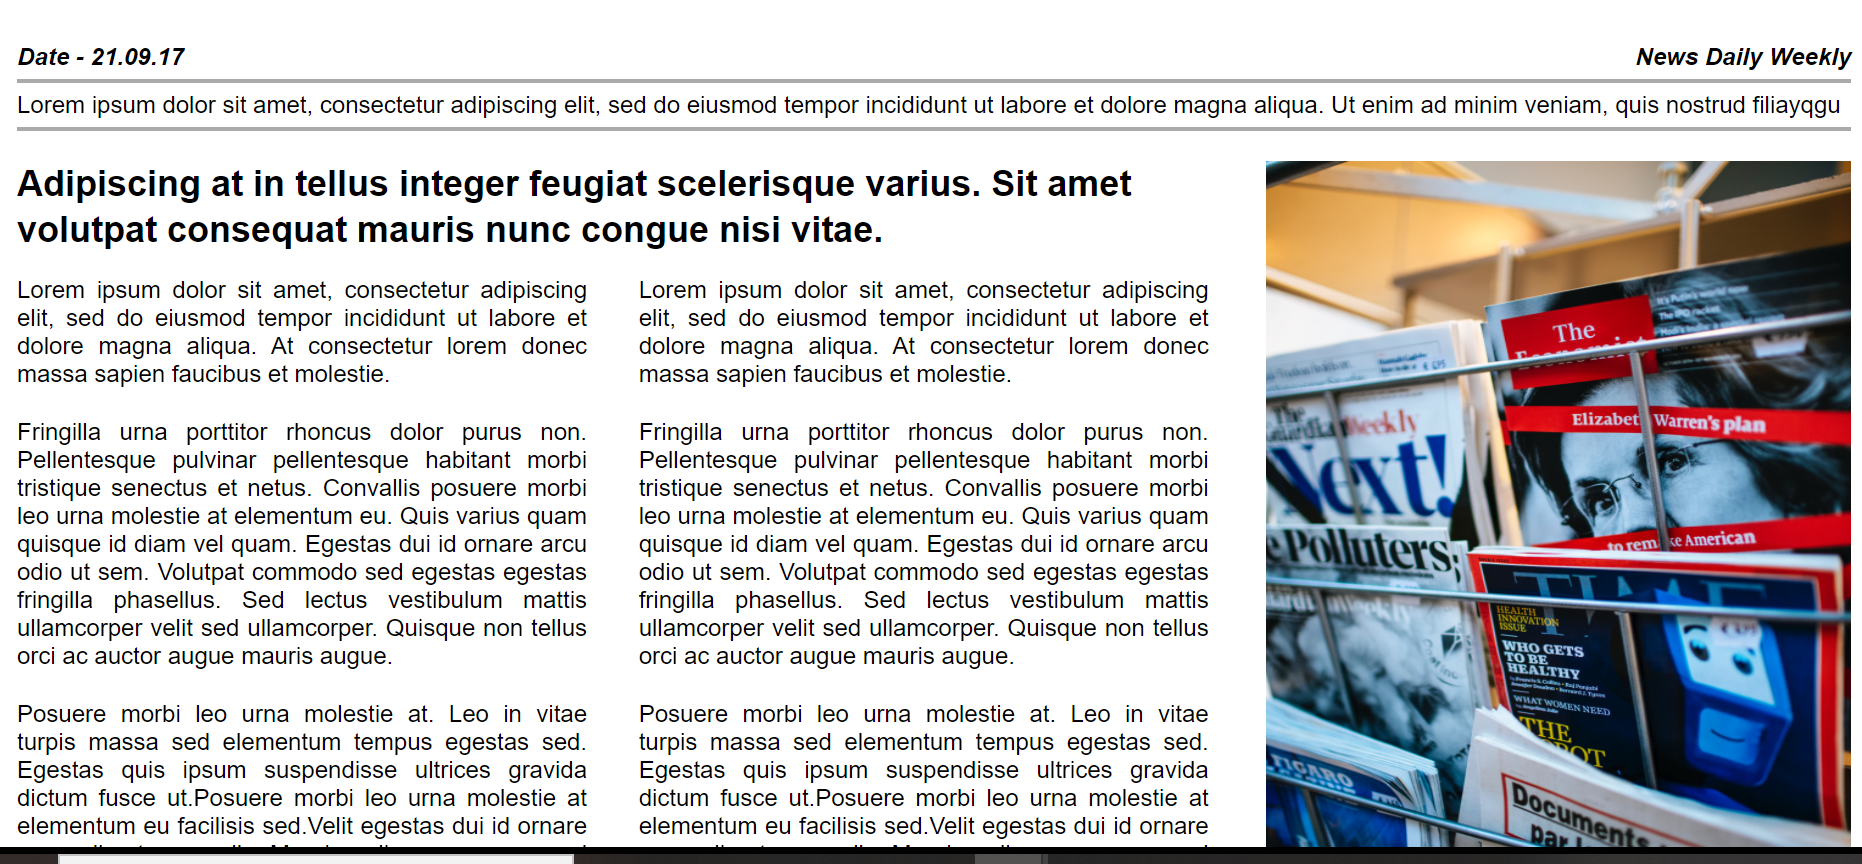 Date - 21.09.17
News Daily Weekly
Lorem ipsum dolor sit amet, consectetur adipiscing elit, sed do eiusmod tempor incididunt ut labore et dolore magna aliqua. Ut enim ad minim veniam, quis nostrud filiayqgu
Adipiscing at in tellus integer feugiat scelerisque varius. Sit amet
volutpat consequat mauris nunc congue nisi vitae.
Lorem ipsum dolor sit amet, consectetur adipiscing
elit, sed do eiusmod tempor incididunt ut labore et
dolore magna aliqua. At consectetur lorem donec
massa sapien faucibus et molestie.
Fringilla urna porttitor rhoncus dolor purus non.
Pellentesque pulvinar pellentesque habitant morbi
tristique senectus et netus. Convallis posuere morbi
leo urna molestie at elementum eu. Quis varius quam
quisque id diam vel quam. Egestas dui id ornare arcu
odio ut sem. Volutpat commodo sed egestas egestas
fringilla phasellus. Sed lectus vestibulum mattis
ullamcorper velit sed ullamcorper. Quisque non tellus
orci ac auctor augue mauris augue.
Posuere morbi leo urna molestie at. Leo in vitae
turpis massa sed elementum tempus egestas sed.
Egestas quis ipsum suspendisse ultrices gravida
dictum fusce ut.Posuere morbi leo urna molestie at
elementum eu facilisis sed.Velit egestas dui id ornare
Lorem ipsum dolor sit amet, consectetur adipiscing
elit, sed do eiusmod tempor incididunt ut labore et
dolore magna aliqua. At consectetur lorem donec
massa sapien faucibus et molestie.
Fringilla urna porttitor rhoncus dolor purus non.
Pellentesque pulvinar pellentesque habitant morbi
tristique senectus et netus. Convallis posuere morbi
leo urna molestie at elementum eu. Quis varius quam
quisque id diam vel quam. Egestas dui id ornare arcu
odio ut sem. Volutpat commodo sed egestas egestas
fringilla phasellus. Sed lectus vestibulum mattis
ullamcorper velit sed ullamcorper. Quisque non tellus
orci ac auctor augue mauris augue.
Posuere morbi leo urna molestie at. Leo in vitae
turpis massa sed elementum tempus egestas sed.
Egestas quis ipsum suspendisse ultrices gravida
dictum fusce ut.Posuere morbi leo urna molestie at
elementum eu facilisis sed.Velit egestas dui id ornare
The
Economist
Elizabet Warren's plan
to remake American
The
Guardian Weekly
Next!
Polluters
TIME
HEALTH
INNOVATION
ISSUE
WHO GETS
TO BE
HEALTHY
WHAT WOMEN NEED
THE
FIGARO
Documents
par